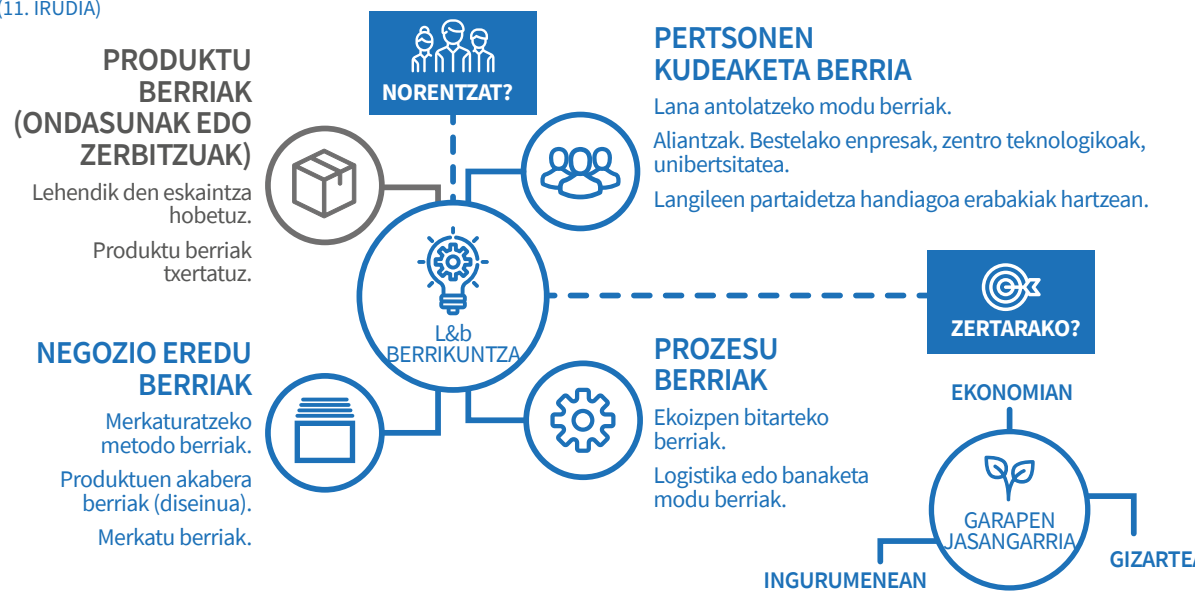 (11. IRUDIA)
PRODUKTU
BERRIAK
(ONDASUNAK EDO
ZERBITZUAK)
Lehendik den eskaintza
hobetuz.
Produktu berriak
txertatuz.
NORENTZAT?
PERTSONEN
KUDEAKETA BERRIA
Lana antolatzeko modu berriak.
Aliantzak. Bestelako enpresak, zentro teknologikoak,
unibertsitatea.
Langileen partaidetza handiagoa erabakiak hartzean.
L&b
BERRIKUNTZA
ZERTARAKO?
NEGOZIO EREDU
BERRIAK
Merkaturatzeko
metodo berriak.
Produktuen akabera
berriak (diseinua).
Merkatu berriak.
PROZESU
BERRIAK
Ekoizpen bitarteko
berriak.
Logistika edo banaketa
modu berriak.
EKONOMIAN
GARAPEN
JASANGARRIA
GIZARTEA
INGURUMENEAN